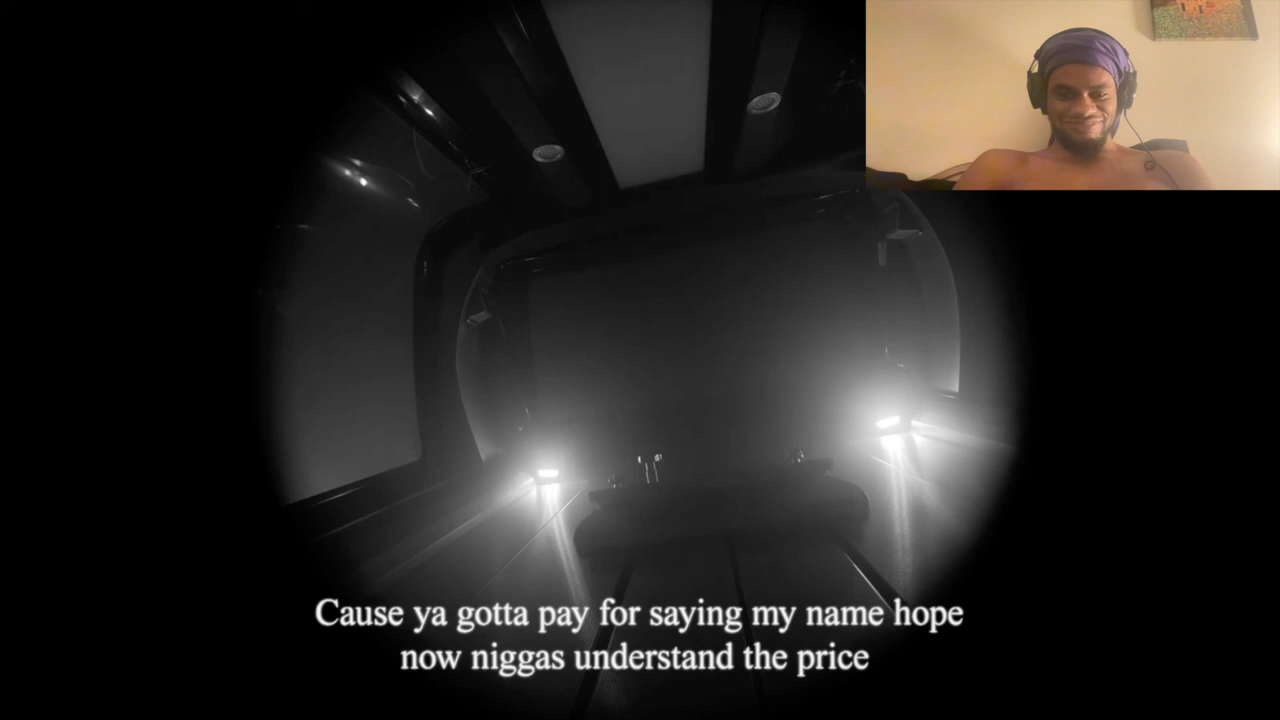 Cause ya gotta pay for saying my name hope
now niggas understand the price